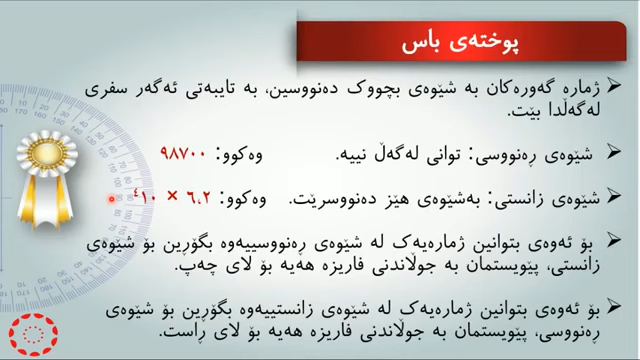 پوختەی باس
ژمارە گەورەکان بە شێوەی بچووک دەنووسین، بە تایبەتی ئەگەر سفری
لەگەڵدا بێت.
شێوەی ڕەنووسی: توانی لەگەڵ نییە. وەکوو: ٩٨٧٠٠
شێوەی زانستی: بەشێوەی هێز دەنووسرێت. وەکوو: ٦،٢ × ١٠⁴
بۆ ئەوەی بتوانین ژمارەیەک لە شێوەی ڕەنووسییەوە بگۆڕین بۆ شێوەی
زانستی، پێویستمان بە جولاندنی فاریزە هەیە بۆ لای چەپ.
بۆ ئەوەی بتوانین ژمارەیەک لە شێوەی زانستییەوە بگۆڕین بۆ شێوەی
ڕەنووسی، پێویستمان بە جولاندنی فاریزە هەیە بۆ لای ڕاست.